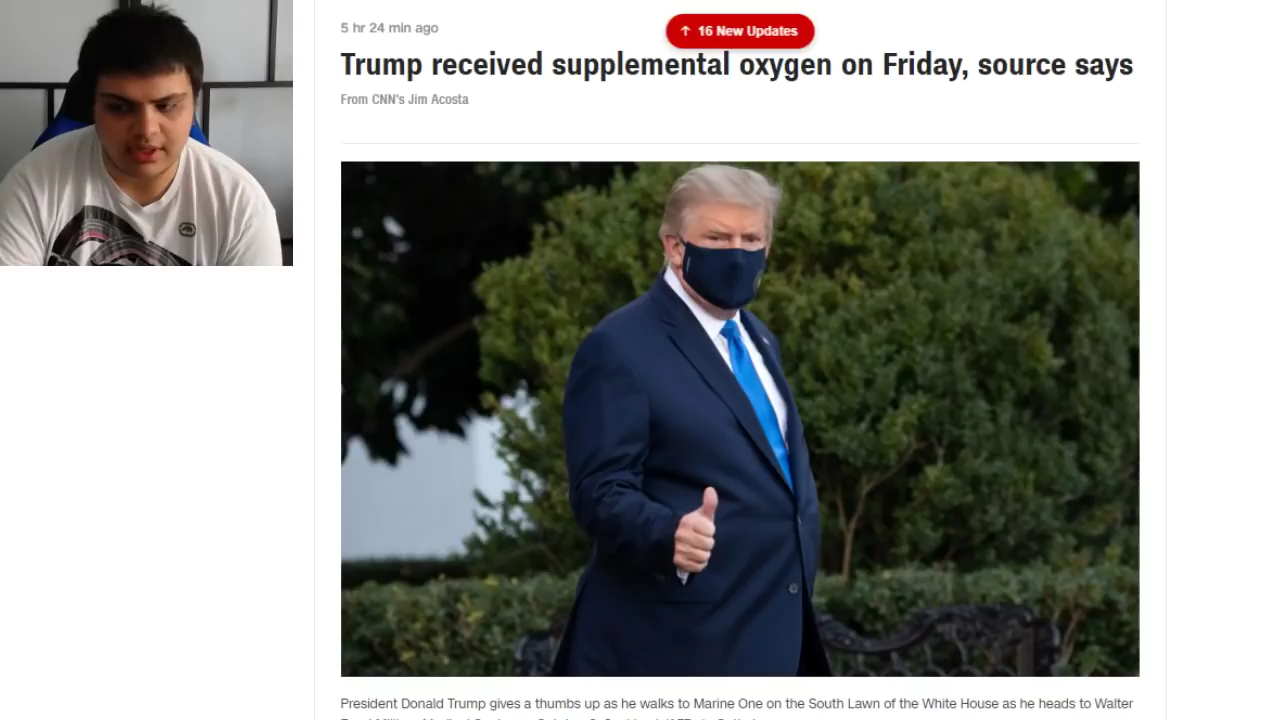 5 hr 24 min ago
↑ 16 New Updates
Trump received supplemental oxygen on Friday, source says
From CNN's Jim Acosta
President Donald Trump gives a thumbs up as he walks to Marine One on the South Lawn of the White House as he heads to Walter